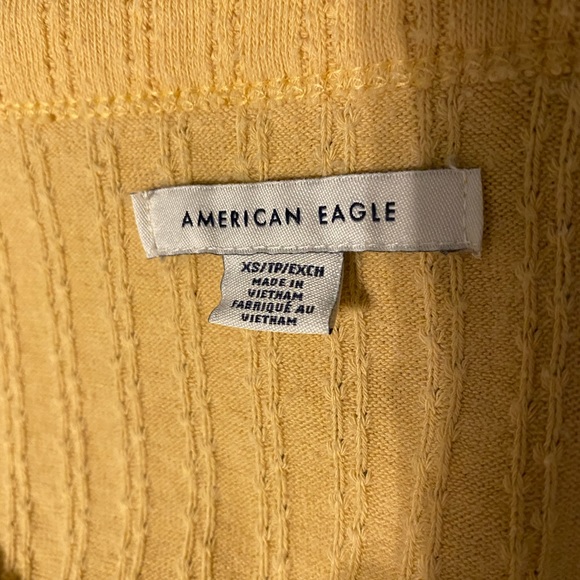 AMERICAN EAGLE
XS/TP/EXCH
MADE IN
VIETNAM
FABRIQUÉ AU
VIETNAM